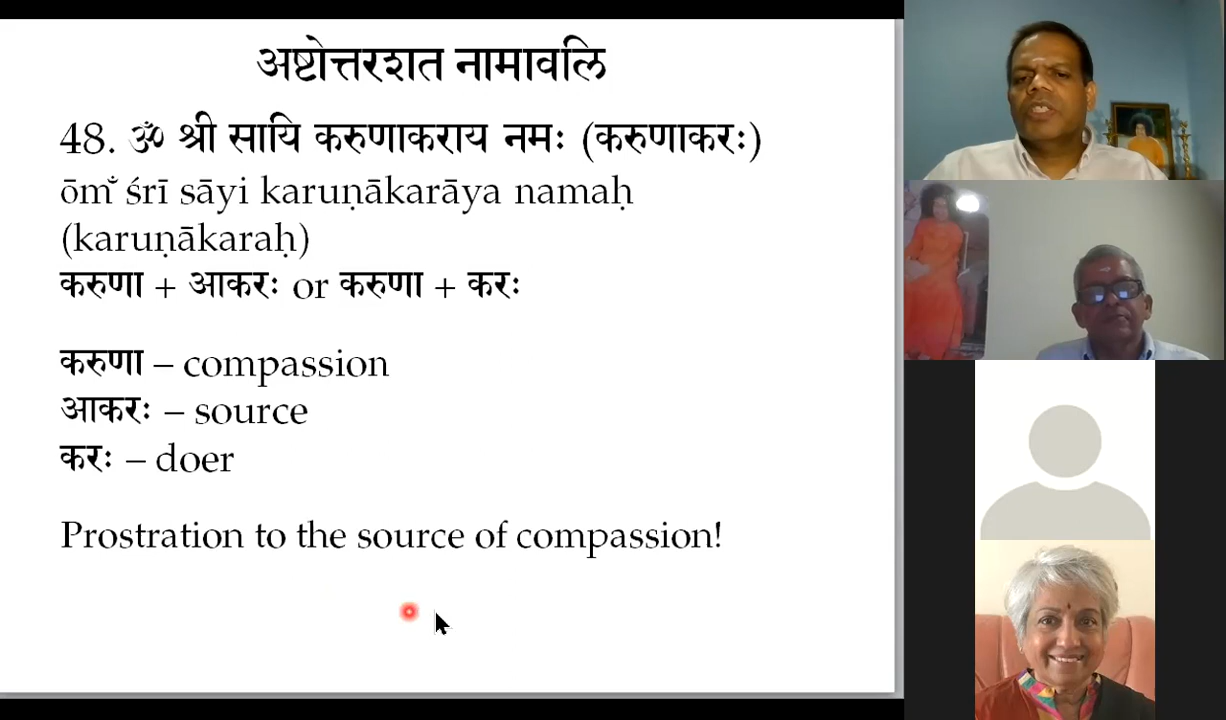 अष्टोत्तरशत नामावलि
48. ॐ श्री सायि करुणाकराय नमः (करुणाकरः)
ōm̐ śrī sāyi karuṇākarāya namaḥ
(karuṇākaraḥ)
करुणा + आकरः or करुणा + करः
करुणा – compassion
आकरः – source
करः – doer
Prostration to the source of compassion!